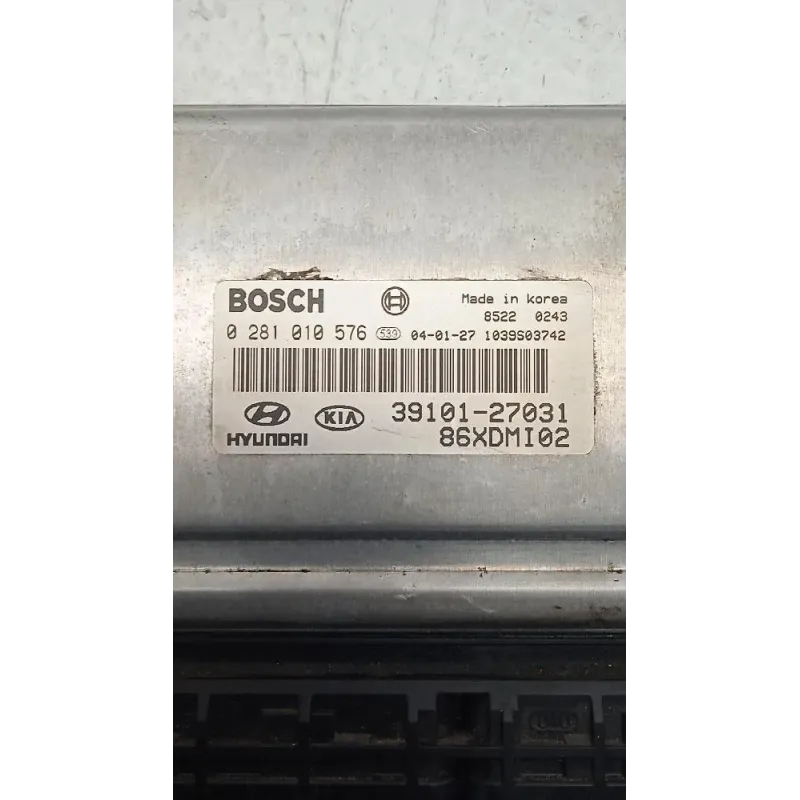 BOSCH Made in Korea
8522 0243
0 281 010 576 539 04-01-27 1039S03742
HYUNDAI KIA 39101-27031
86XDMI02